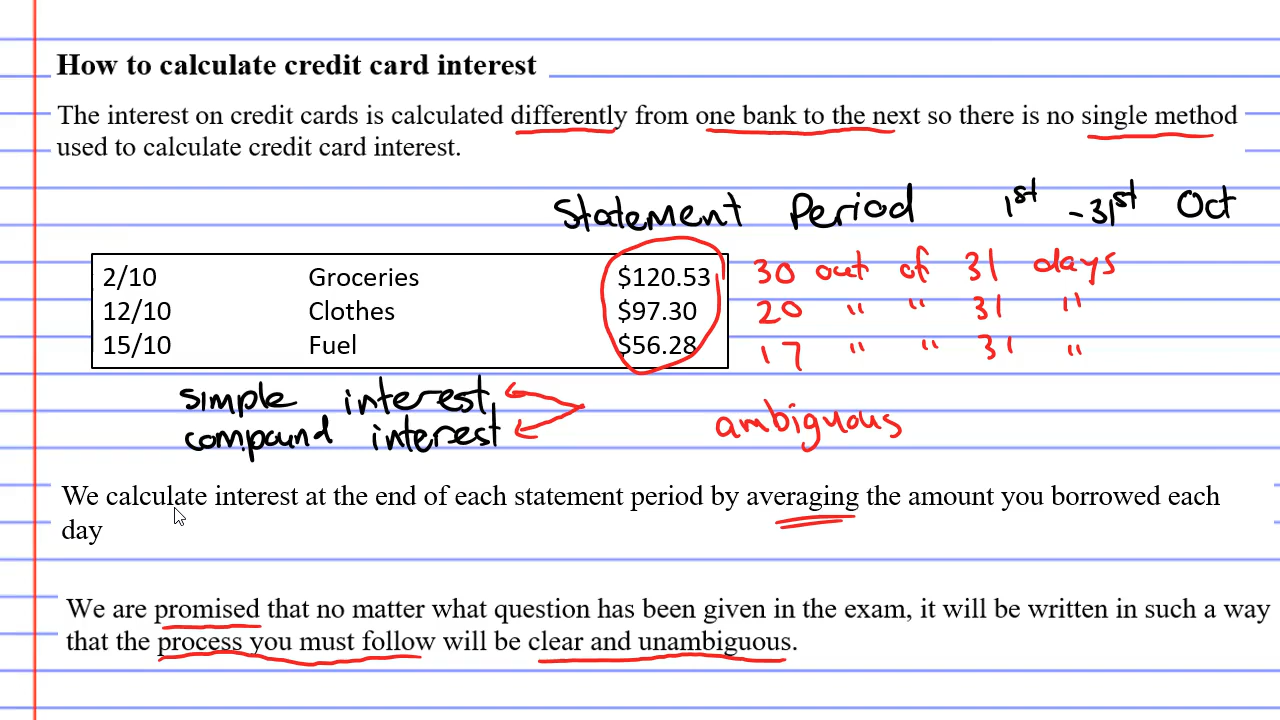 How to calculate credit card interest
The interest on credit cards is calculated differently from one bank to the next so there is no single method
used to calculate credit card interest.
Statement Period 1st - 31st Oct
2/10 Groceries $120.53 30 out of 31 days
12/10 Clothes $97.30 20 " " 31 "
15/10 Fuel $56.28 17 " " 31 "
simple interest
compound interest
ambiguous
We calculate interest at the end of each statement period by averaging the amount you borrowed each
day
We are promised that no matter what question has been given in the exam, it will be written in such a way
that the process you must follow will be clear and unambiguous.